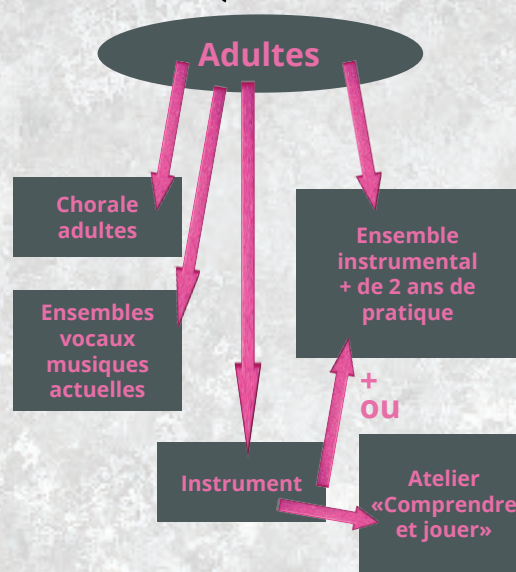 Adultes
Chorale
adultes
Ensembles
vocaux
musiques
actuelles
Ensemble
instrumental
+ de 2 ans de
pratique
+
ou
Instrument
Atelier
«Comprendre
et jouer»